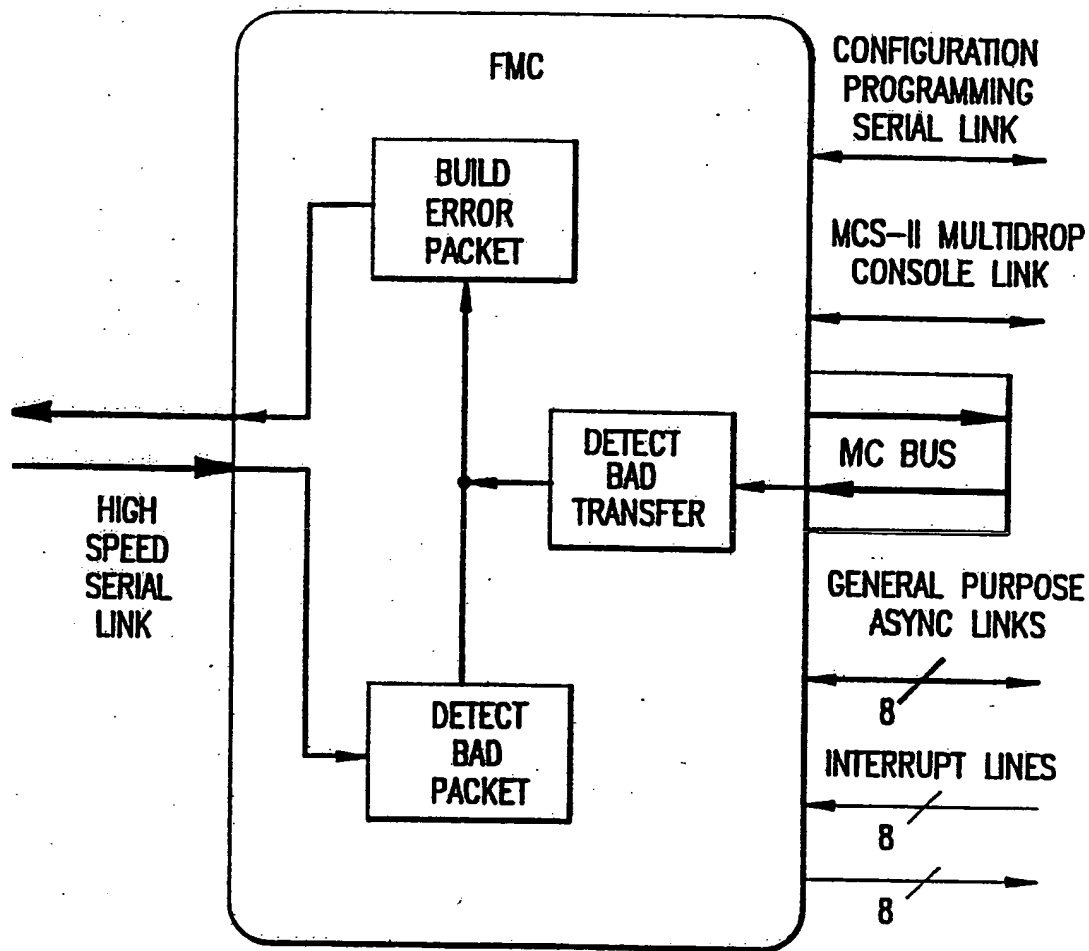 FMC
BUILD
ERROR
PACKET
DETECT
BAD
TRANSFER
DETECT
BAD
PACKET
HIGH
SPEED
SERIAL
LINK
CONFIGURATION
PROGRAMMING
SERIAL LINK
MCS-II MULTIDROP
CONSOLE LINK
MC BUS
GENERAL PURPOSE
ASYNC LINKS
8
INTERRUPT LINES
8
8